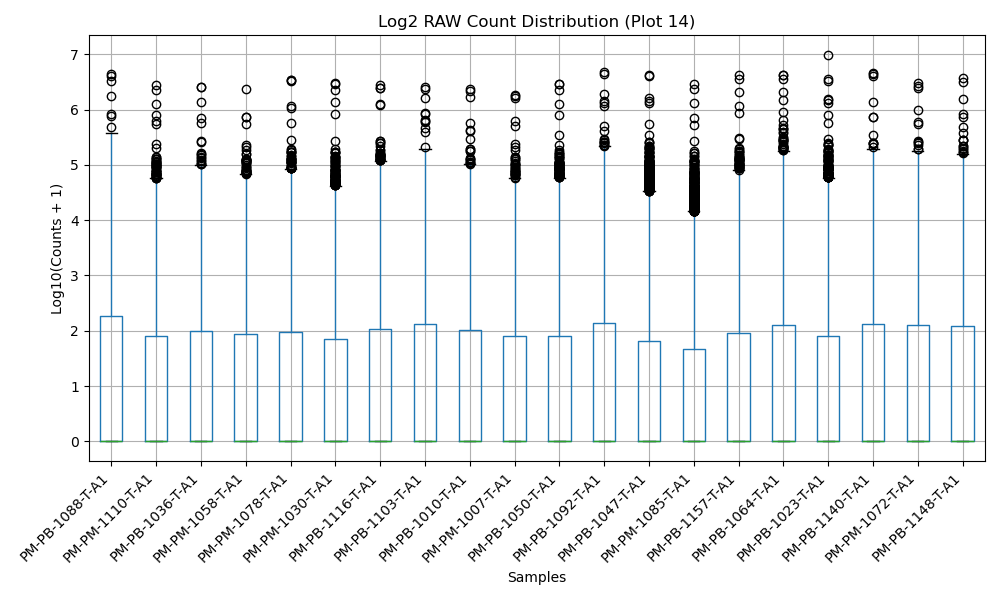 Log2 RAW Count Distribution (Plot 14)
Log10(Counts + 1)
7
6
5
4
3
2
1
0
PM-PB-1088-T-A1
PM-PM-1110-T-A1
PM-PB-1036-T-A1
PM-PM-1058-T-A1
PM-PM-1078-T-A1
PM-PM-1030-T-A1
PM-PB-1116-T-A1
PM-PB-1103-T-A1
PM-PB-1010-T-A1
PM-PM-1007-T-A1
PM-PB-1050-T-A1
PM-PB-1092-T-A1
PM-PB-1047-T-A1
PM-PM-1085-T-A1
PM-PB-1157-T-A1
PM-PB-1064-T-A1
PM-PB-1023-T-A1
PM-PB-1140-T-A1
PM-PM-1072-T-A1
PM-PB-1148-T-A1
Samples